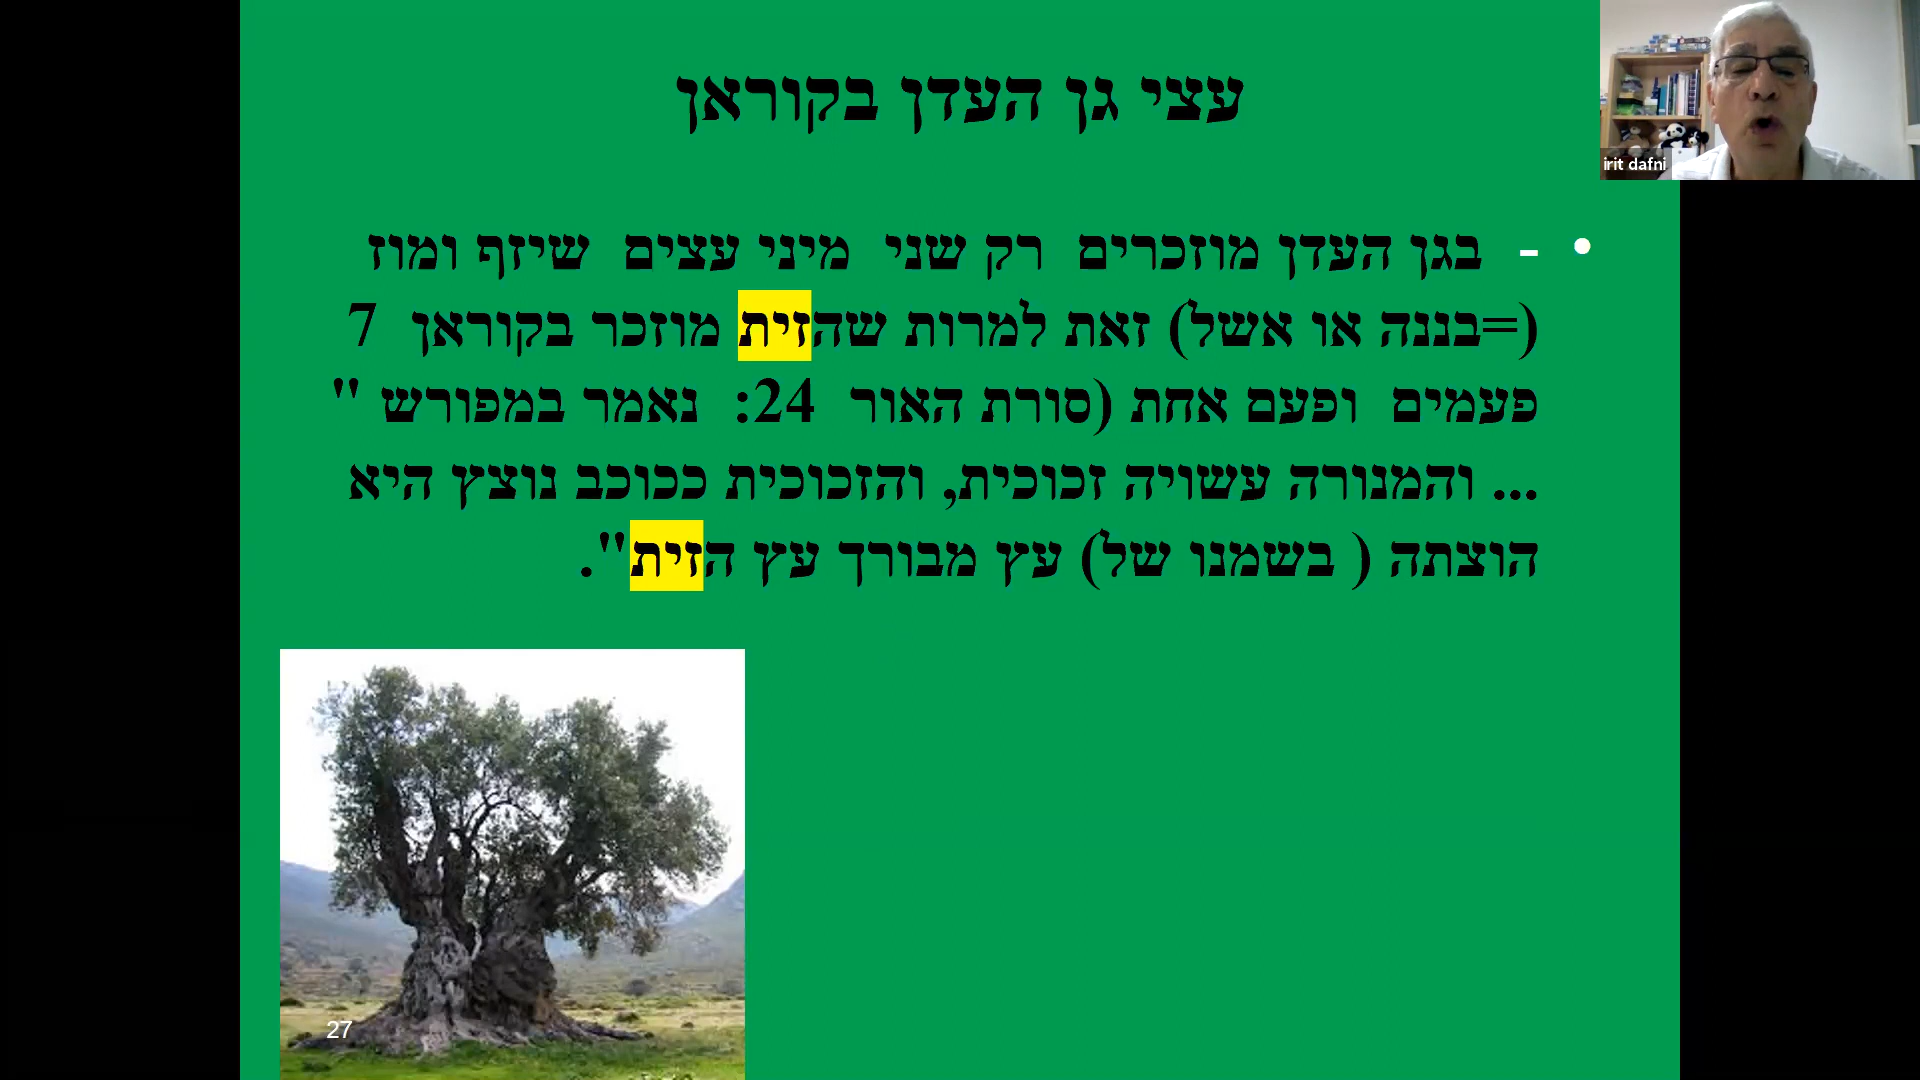 עצי גן העדן בקוראן
irit dafni
• - בגן העדן מוזכרים רק שני מיני עצים שיזף ומוז
(=בננה או אשל) זאת למרות שהזית מוזכר בקוראן 7
פעמים ופעם אחת (סורת האור 24: נאמר במפורש "
... והמנורה עשויה זכוכית, והזכוכית ככוכב נוצץ היא
הוצתה ( בשמנו של) עץ מבורך עץ הזית".
27